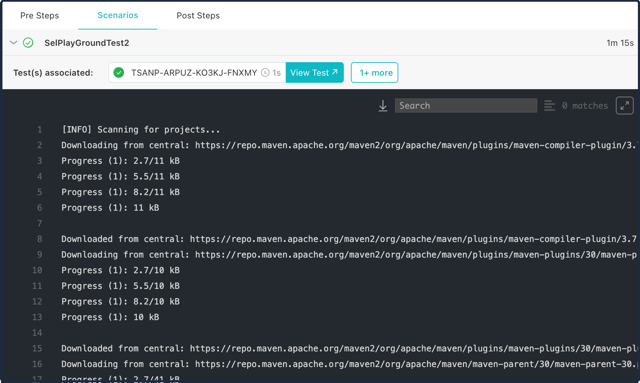 Pre Steps Scenarios Post Steps
SelPlayGroundTest2 1m 15s
Test(s) associated: TSANP-ARPUZ-KO3KJ-FNXMY 1s View Test 1+ more
Search 0 matches
1 [INFO] Scanning for projects...
2 Downloading from central: https://repo.maven.apache.org/maven2/org/apache/maven/plugins/maven-compiler-plugin/3.
3 Progress (1): 2.7/11 kB
4 Progress (1): 5.5/11 kB
5 Progress (1): 8.2/11 kB
6 Progress (1): 11 kB
7
8 Downloaded from central: https://repo.maven.apache.org/maven2/org/apache/maven/plugins/maven-compiler-plugin/3.7
9 Downloading from central: https://repo.maven.apache.org/maven2/org/apache/maven/plugins/maven-plugins/30/maven-p
10 Progress (1): 2.7/10 kB
11 Progress (1): 5.5/10 kB
12 Progress (1): 8.2/10 kB
13 Progress (1): 10 kB
14
15 Downloaded from central: https://repo.maven.apache.org/maven2/org/apache/maven/plugins/maven-plugins/30/maven-pl
16 Downloading from central: https://repo.maven.apache.org/maven2/org/apache/maven/maven-parent/30/maven-parent-30.
17 Progress (1): 2.7/41 kB